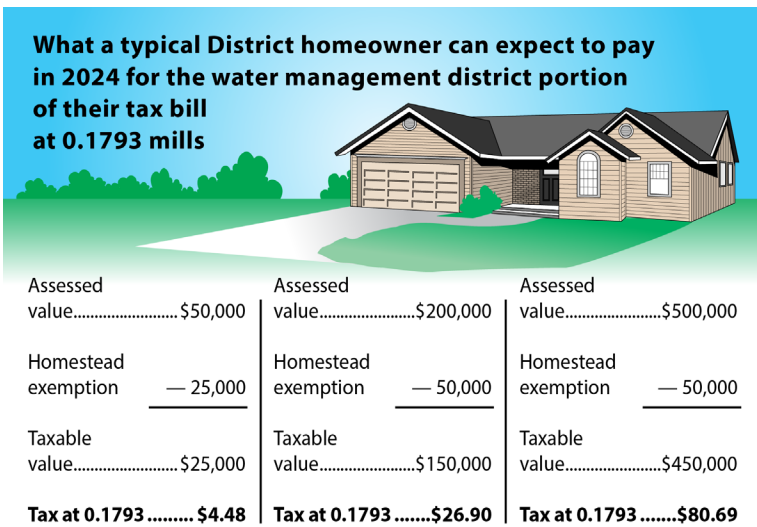 What a typical District homeowner can expect to pay
in 2024 for the water management district portion
of their tax bill
at 0.1793 mills
Assessed
value..................... $50,000
Homestead
exemption — 25,000
Taxable
value..................... $25,000
Tax at 0.1793 ......... $4.48
Assessed
value...................$200,000
Homestead
exemption — 50,000
Taxable
value...................$150,000
Tax at 0.1793 .......$26.90
Assessed
value...................$500,000
Homestead
exemption — 50,000
Taxable
value...................$450,000
Tax at 0.1793 .......$80.69